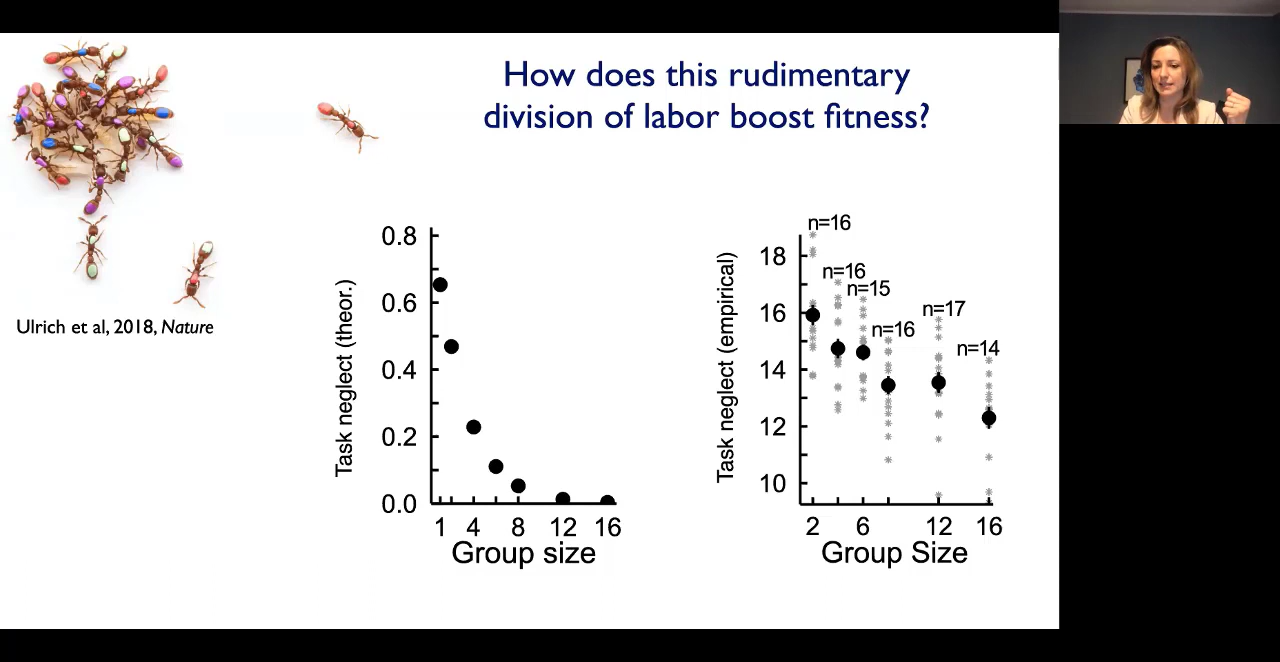 How does this rudimentary
division of labor boost fitness?
Ulrich et al, 2018, Nature
Task neglect (theor.)
0.8
0.6
0.4
0.2
0.0
1 4 8 12 16
Group size
Task neglect (empirical)
18
16
14
12
10
n=16
n=16
n=15
n=16
n=17
n=14
2 6 12 16
Group Size